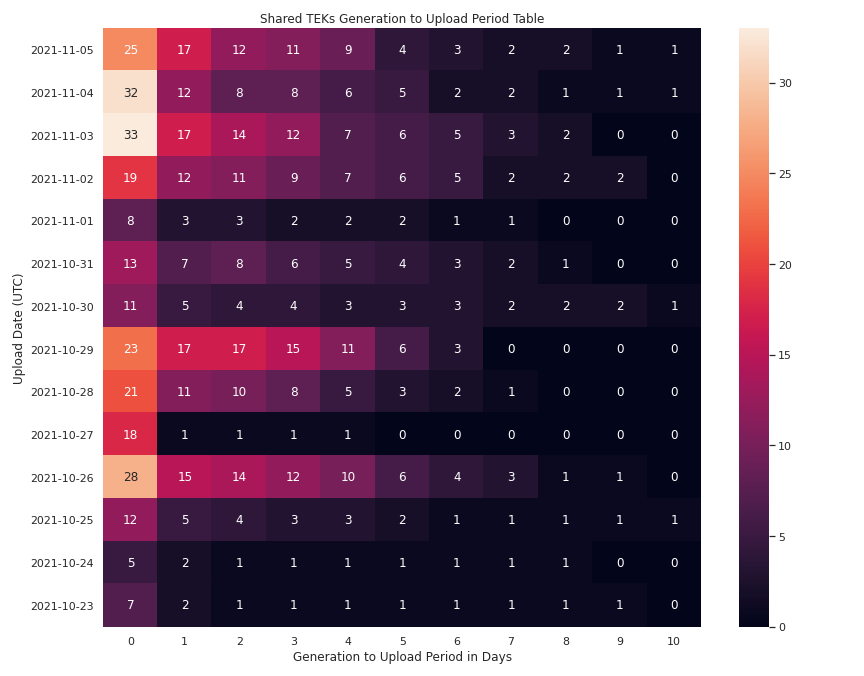 Shared TEKs Generation to Upload Period Table
Upload Date (UTC)
2021-11-05 25 17 12 11 9 4 3 2 2 1 1
2021-11-04 32 12 8 8 6 5 2 2 1 1 1
2021-11-03 33 17 14 12 7 6 5 3 2 0 0
2021-11-02 19 12 11 9 7 6 5 2 2 2 0
2021-11-01 8 3 3 2 2 2 1 1 0 0 0
2021-10-31 13 7 8 6 5 4 3 2 1 0 0
2021-10-30 11 5 4 4 3 3 3 2 2 2 1
2021-10-29 23 17 17 15 11 6 3 0 0 0 0
2021-10-28 21 11 10 8 5 3 2 1 0 0 0
2021-10-27 18 1 1 1 1 0 0 0 0 0 0
2021-10-26 28 15 14 12 10 6 4 3 1 1 0
2021-10-25 12 5 4 3 3 2 1 1 1 1 1
2021-10-24 5 2 1 1 1 1 1 1 1 0 0
2021-10-23 7 2 1 1 1 1 1 1 1 1 0
0 1 2 3 4 5 6 7 8 9 10
Generation to Upload Period in Days
30
25
20
15
10
5
0